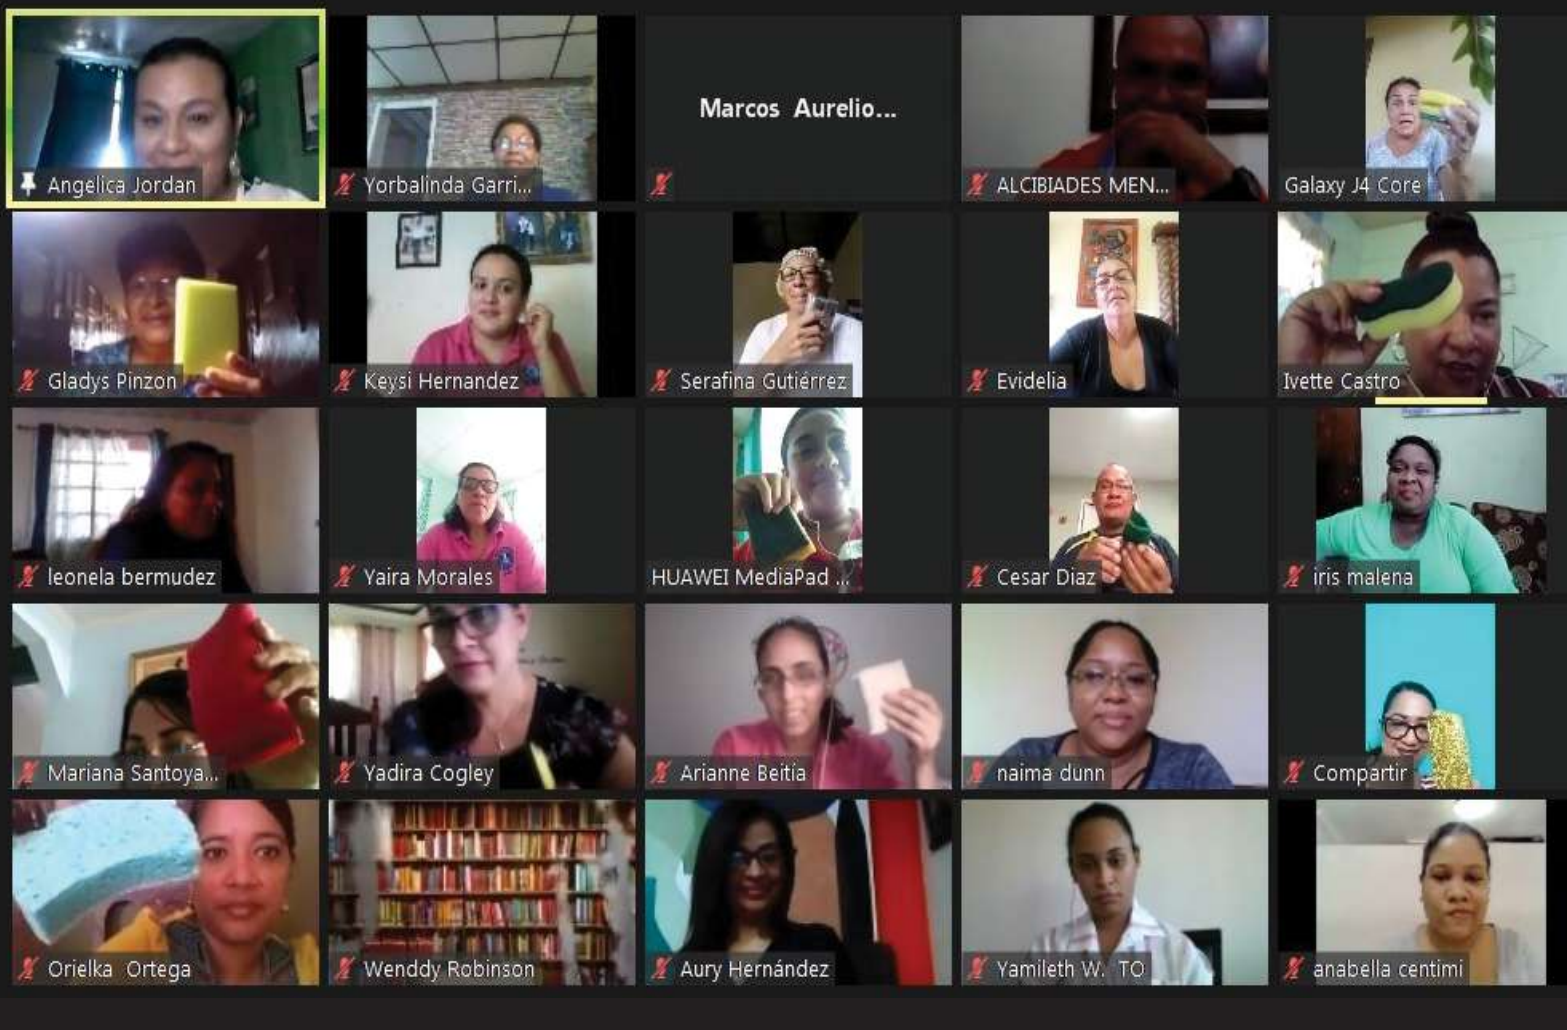 Angelica Jordan
Yorbalinda Garri...
Marcos Aurelio...
ALCIBIADES MEN...
Galaxy J4 Core
Gladys Pinzon
Keysi Hernandez
Serafina Gutiérrez
Evidelia
Ivette Castro
leonela bermudez
Yaira Morales
HUAWEI MediaPad ...
Cesar Diaz
iris malena
Mariana Santoya...
Yadira Cogley
Arianne Beitía
naima dunn
Compartir
Orielka Ortega
Wenddy Robinson
Aury Hernández
Yamileth W. TO
anabella centimi